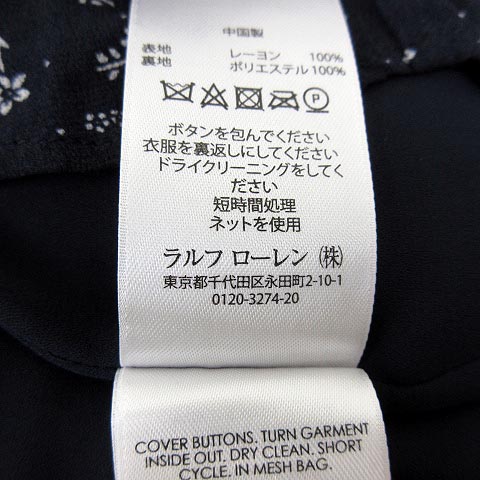 中国製
表地 レーヨン 100%
裏地 ポリエステル 100%
P
ボタンを包んでください
衣服を裏返しにしてください
ドライクリーニングをしてく
ださい
短時間処理
ネットを使用
ラルフ ローレン ㈱
東京都千代田区永田町2-10-1
0120-3274-20
COVER BUTTONS. TURN GARMENT
INSIDE OUT. DRY CLEAN. SHORT
CYCLE. IN MESH BAG.